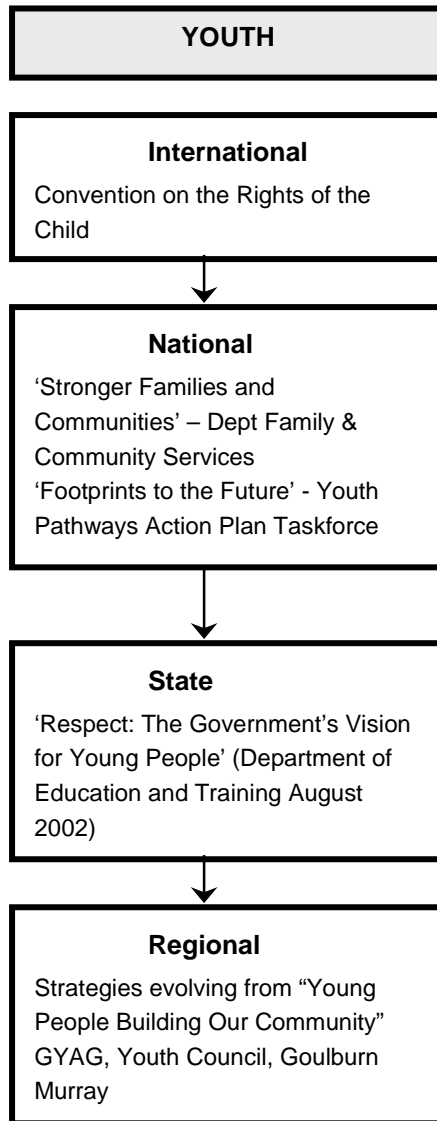 YOUTH
International
Convention on the Rights of the
Child
National
‘Stronger Families and
Communities’ – Dept Family &
Community Services
‘Footprints to the Future’ - Youth
Pathways Action Plan Taskforce
State
‘Respect: The Government’s Vision
for Young People’ (Department of
Education and Training August
2002)
Regional
Strategies evolving from “Young
People Building Our Community”
GYAG, Youth Council, Goulburn
Murray